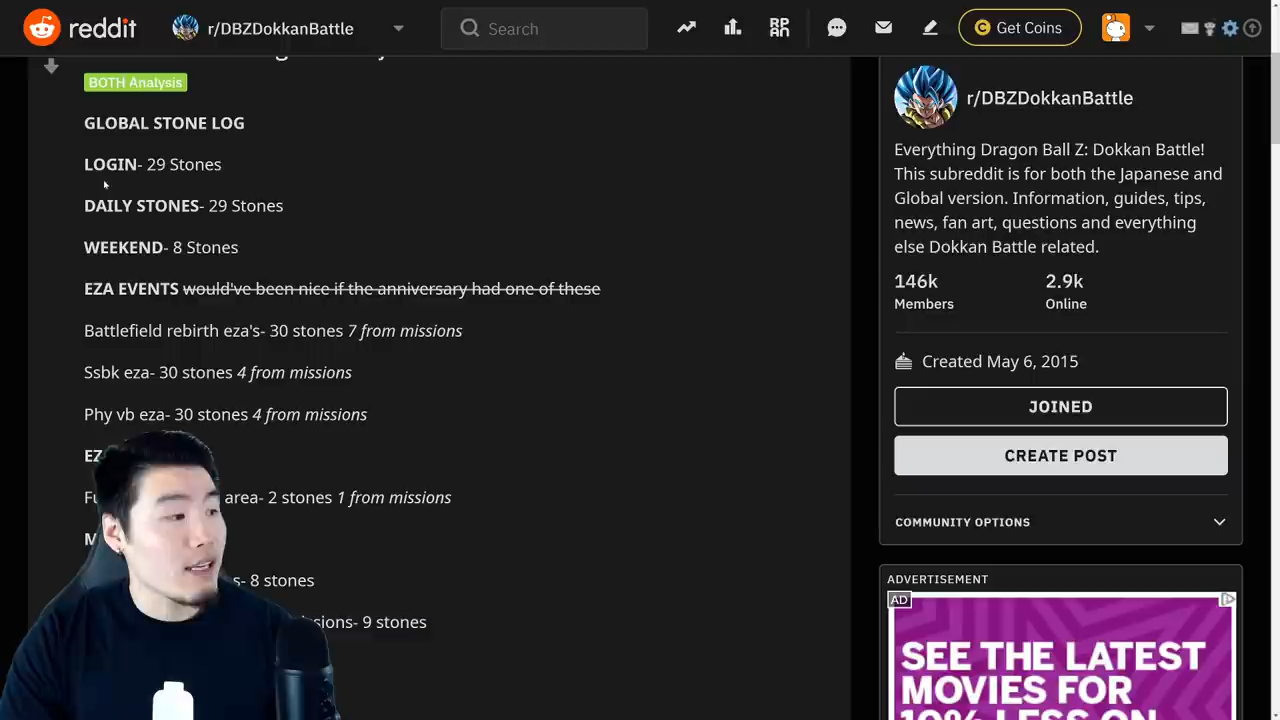 reddit
r/DBZDokkanBattle
Search
Get Coins
BOTH Analysis
GLOBAL STONE LOG
LOGIN- 29 Stones
DAILY STONES- 29 Stones
WEEKEND- 8 Stones
EZA EVENTS would've been nice if the anniversary had one of these
Battlefield rebirth eza's- 30 stones 7 from missions
Ssbk eza- 30 stones 4 from missions
Phy vb eza- 30 stones 4 from missions
area- 2 stones 1 from missions
8 stones
9 stones
r/DBZDokkanBattle
Everything Dragon Ball Z: Dokkan Battle!
This subreddit is for both the Japanese and
Global version. Information, guides, tips,
news, fan art, questions and everything
else Dokkan Battle related.
146k
2.9k
Members
Online
Created May 6, 2015
JOINED
CREATE POST
COMMUNITY OPTIONS
ADVERTISEMENT
AD
SEE THE LATEST
MOVIES FOR
10% LESS ON